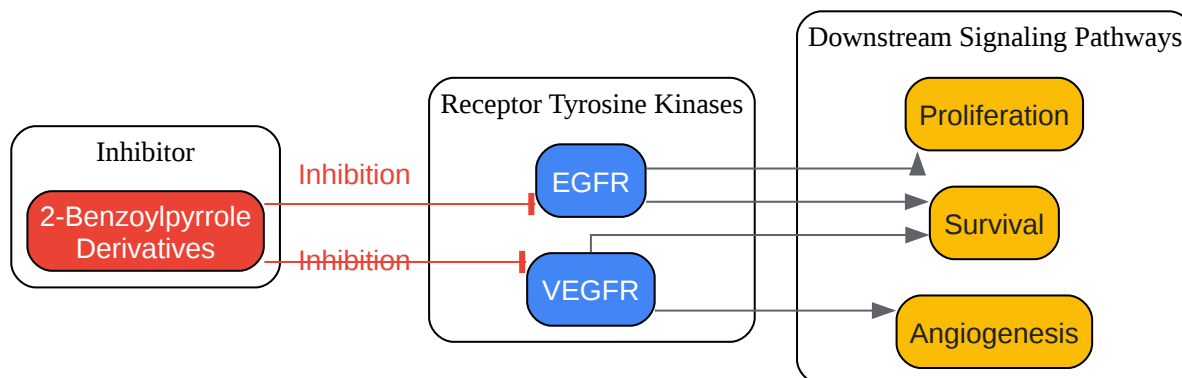 Inhibitor
2-Benzoylpyrrole
Derivatives
Inhibition
Inhibition
Receptor Tyrosine Kinases
EGFR
VEGFR
Downstream Signaling Pathways
Proliferation
Survival
Angiogenesis